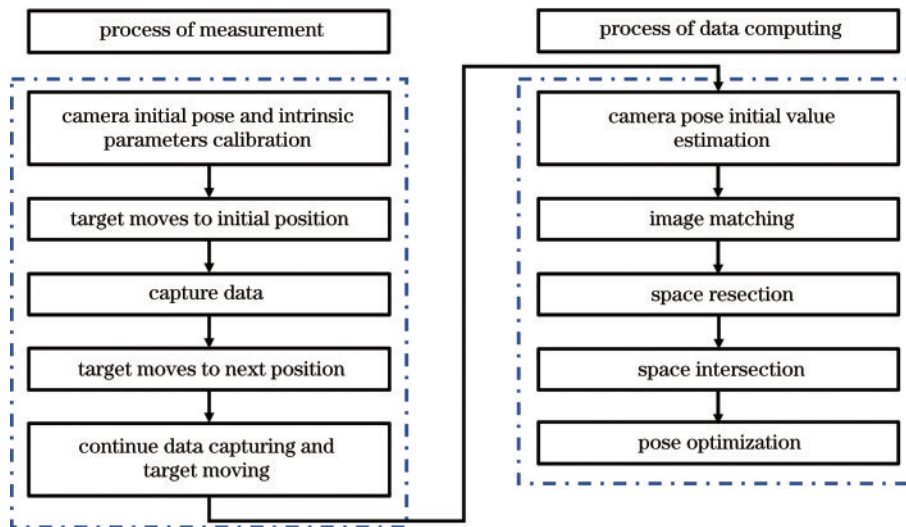 process of measurement
camera initial pose and intrinsic
parameters calibration
target moves to initial position
capture data
target moves to next position
continue data capturing and
target moving
process of data computing
camera pose initial value
estimation
image matching
space resection
space intersection
pose optimization